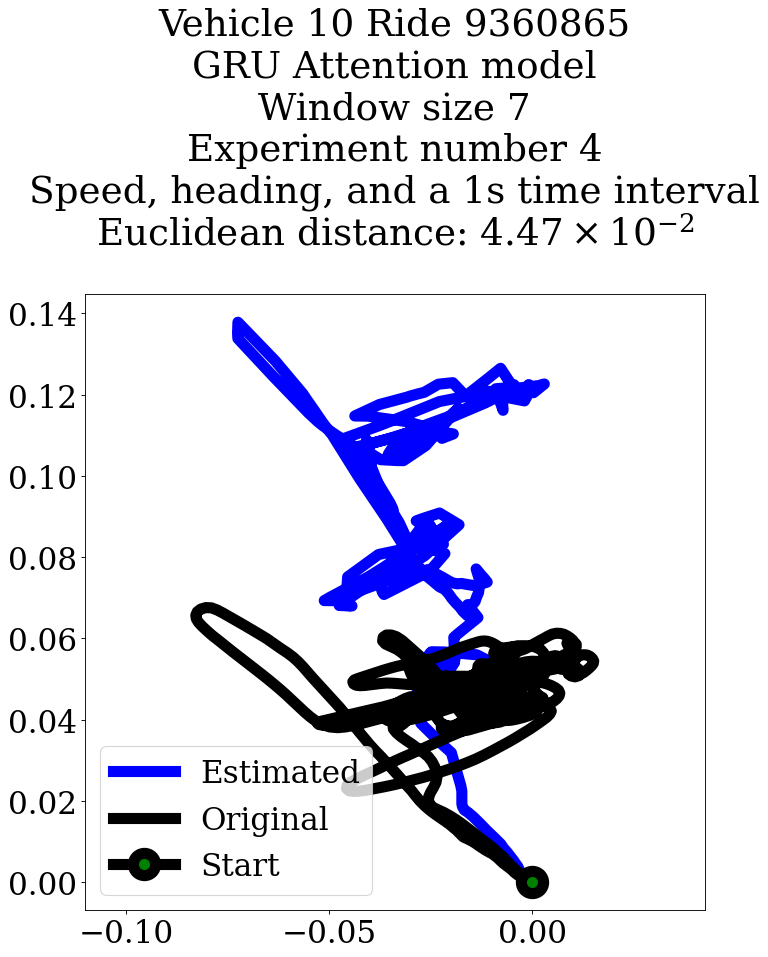 Vehicle 10 Ride 9360865
GRU Attention model
Window size 7
Experiment number 4
Speed, heading, and a 1s time interval
Euclidean distance: 4.47 × 10⁻²
0.14
0.12
0.10
0.08
0.06
0.04
0.02
0.00
Estimated
Original
Start
−0.10
−0.05
0.00